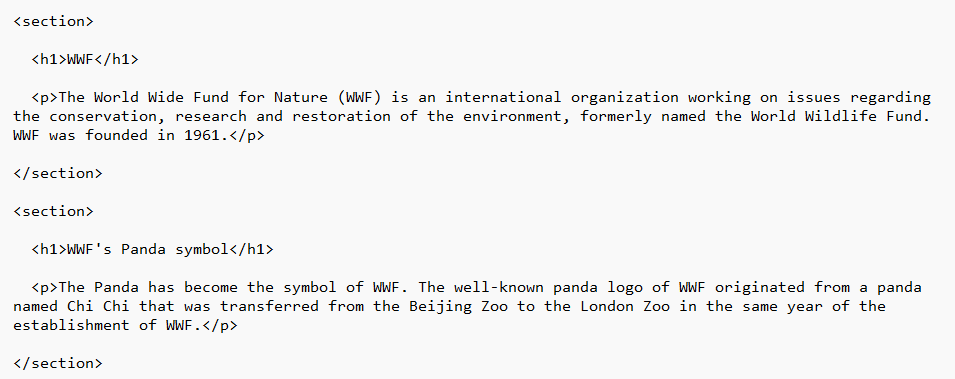 <section>
<h1>WWF</h1>
<p>The World Wide Fund for Nature (WWF) is an international organization working on issues regarding
the conservation, research and restoration of the environment, formerly named the World Wildlife Fund.
WWF was founded in 1961.</p>
</section>
<section>
<h1>WWF's Panda symbol</h1>
<p>The Panda has become the symbol of WWF. The well-known panda logo of WWF originated from a panda
named Chi Chi that was transferred from the Beijing Zoo to the London Zoo in the same year of the
establishment of WWF.</p>
</section>